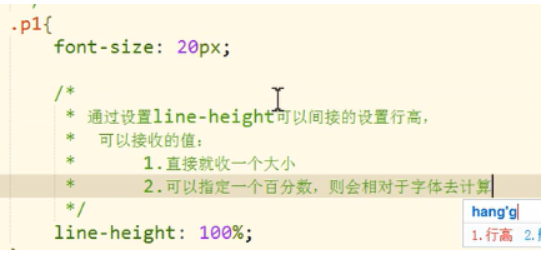 .p1{
font-size: 20px;
/*
* 通过设置line-height可以间接的设置行高,
* 可以接收的值:
* 1.直接就收一个大小
* 2.可以指定一个百分数, 则会相对于字体去计算
*/
line-height: 100%;
hang'g
1.行高 2.